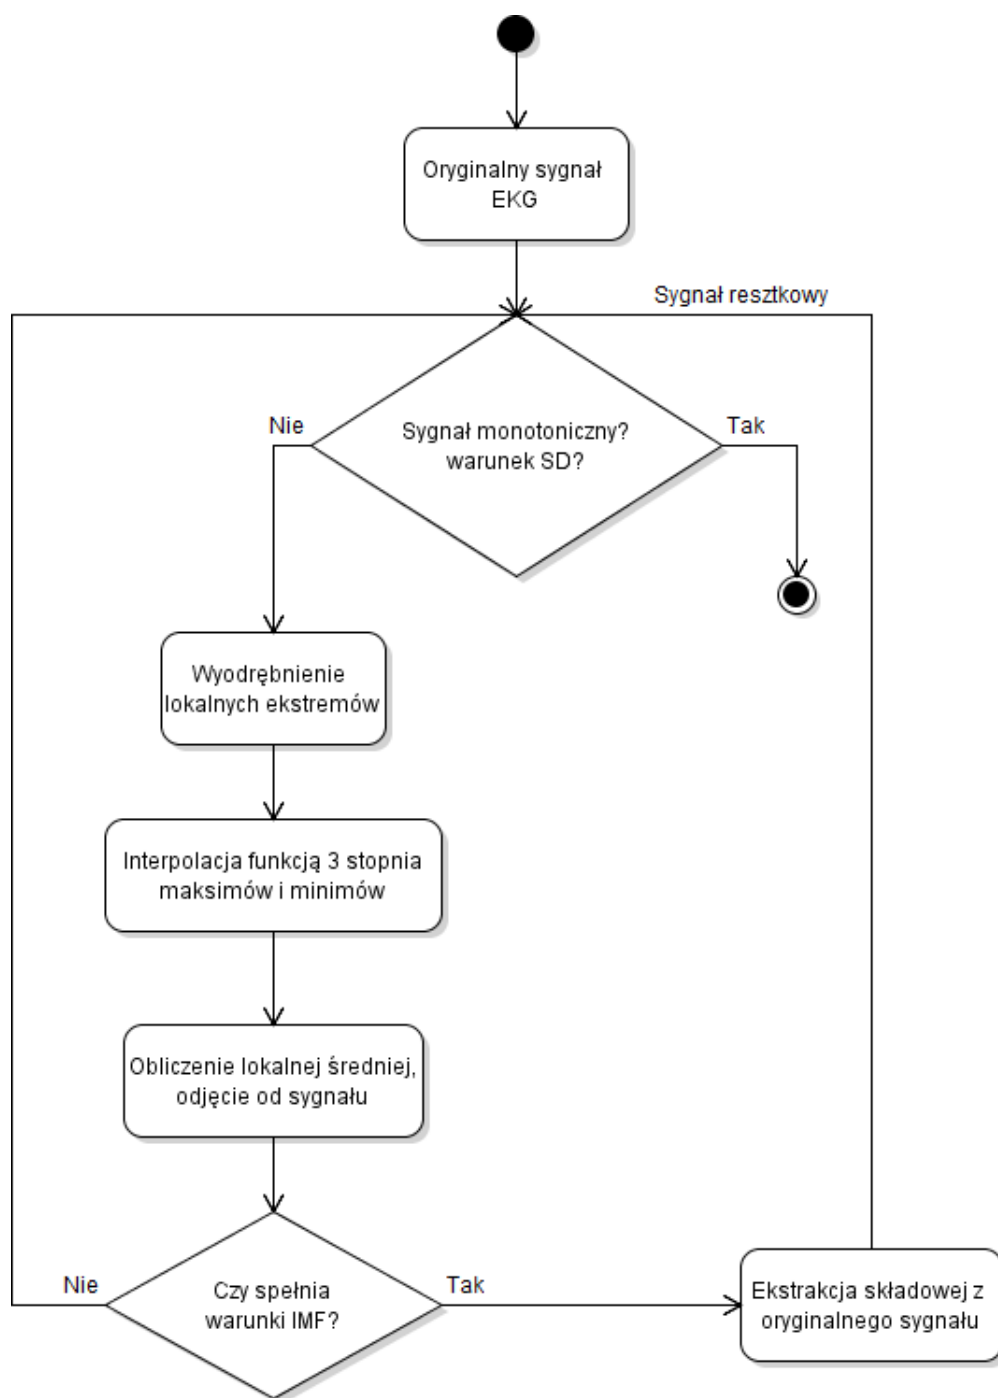 Oryginalny sygnał
EKG
Sygnał resztkowy
Nie
Tak
Sygnał monotoniczny?
warunek SD?
Wyodrębnienie
lokalnych ekstremów
Interpolacja funkcją 3 stopnia
maksimów i minimów
Obliczenie lokalnej średniej,
odjęcie od sygnału
Nie
Czy spełnia
warunki IMF?
Tak
Ekstrakcja składowej z
oryginalnego sygnału